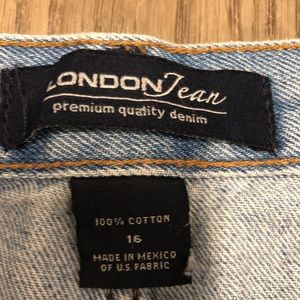 LONDON Jean
premium quality denim
100% COTTON
16
MADE IN MEXICO
OF U.S. FABRIC